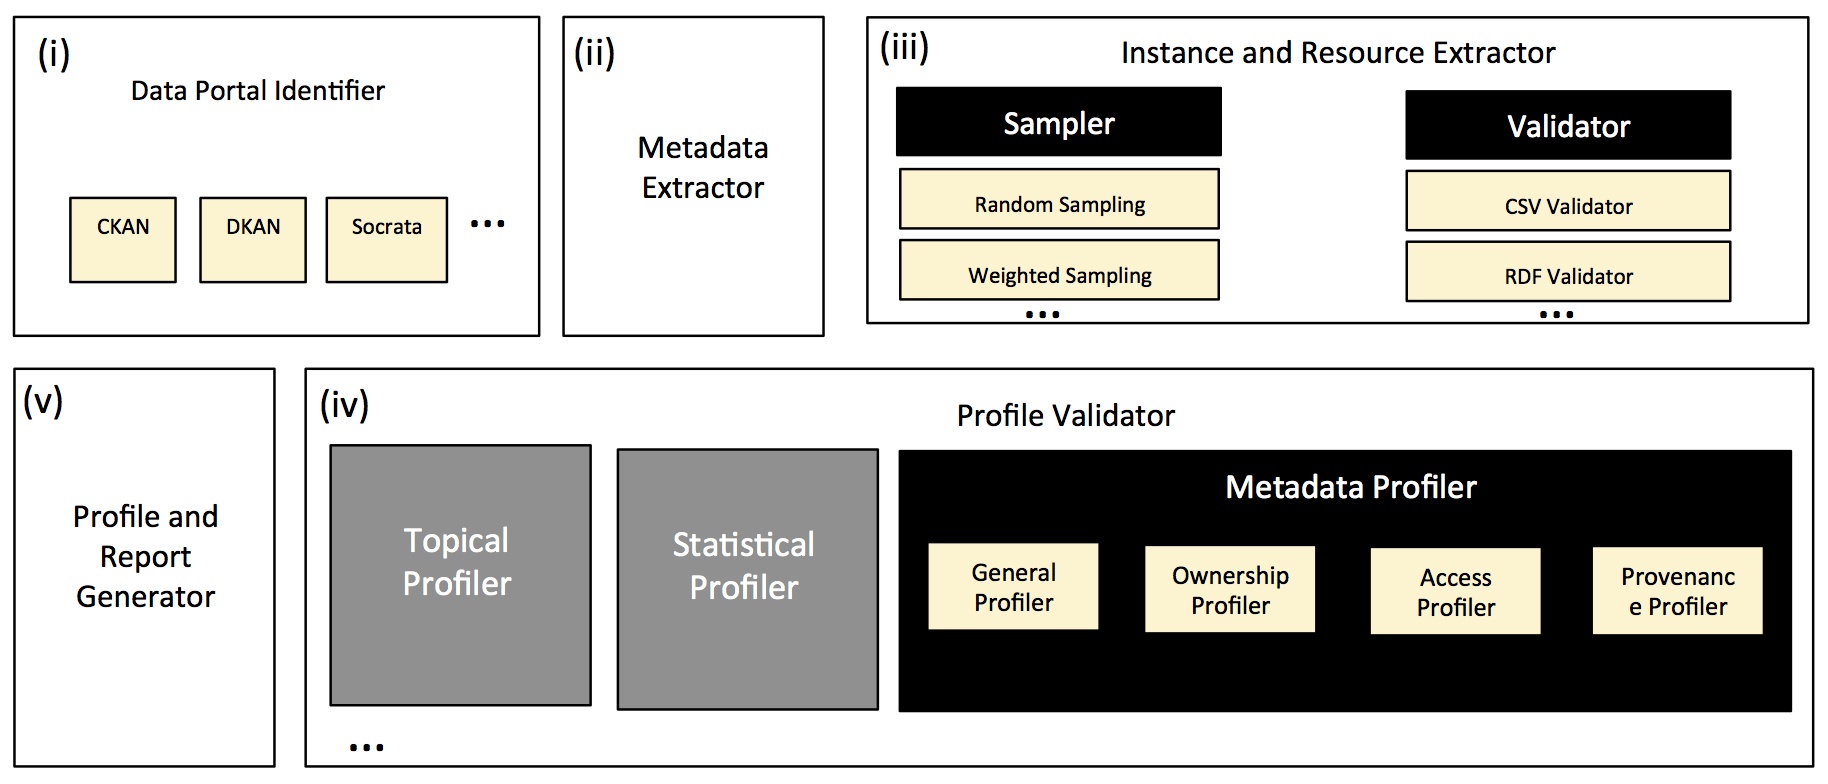 (i)
Data Portal Identifier
CKAN
DKAN
Socrata
...
(ii)
Metadata
Extractor
(iii)
Instance and Resource Extractor
Sampler
Random Sampling
Weighted Sampling
...
Validator
CSV Validator
RDF Validator
...
(v)
Profile and
Report
Generator
(iv)
Profile Validator
Topical
Profiler
Statistical
Profiler
Metadata Profiler
General
Profiler
Ownership
Profiler
Access
Profiler
Provenanc
e Profiler
...